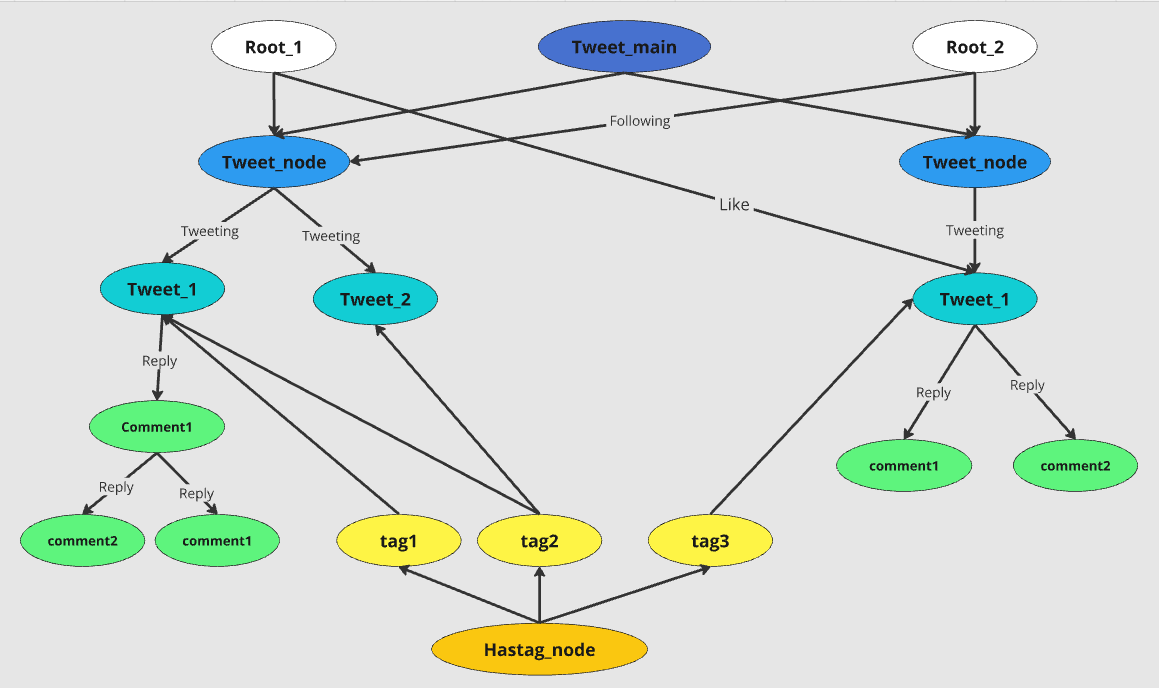 Root_1
Tweet_main
Root_2
Following
Tweet_node
Tweet_node
Like
Tweeting
Tweeting
Tweeting
Tweet_1
Tweet_2
Tweet_1
Reply
Reply
Reply
Comment1
comment1
comment2
Reply
Reply
comment2
comment1
tag1
tag2
tag3
Hastag_node